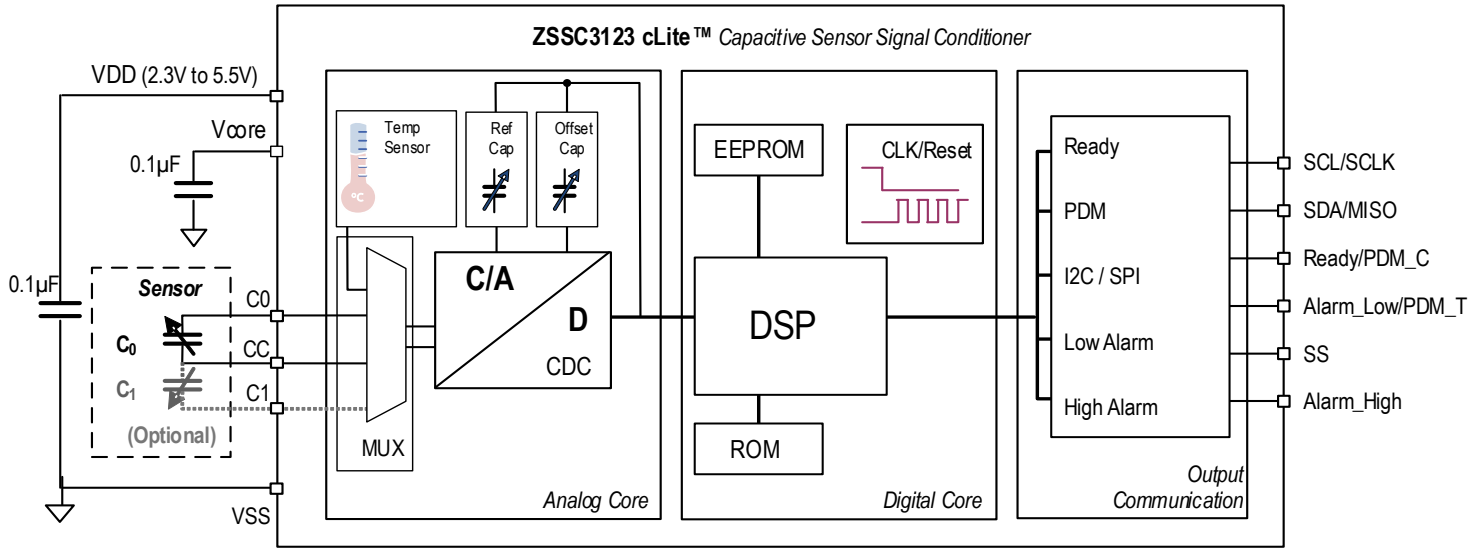 ZSSC3123 cLite™ Capacitive Sensor Signal Conditioner
VDD (2.3V to 5.5V)
Vcore
0.1µF
0.1µF
Sensor
C0
C1
(Optional)
C0
CC
C1
VSS
Temp
Sensor
°C
Ref
Cap
Offset
Cap
MUX
C/A
D
CDC
Analog Core
EEPROM
CLK/Reset
DSP
ROM
Digital Core
Ready
PDM
I2C / SPI
Low Alarm
High Alarm
Output
Communication
SCL/SCLK
SDA/MISO
Ready/PDM_C
Alarm_Low/PDM_T
SS
Alarm_High